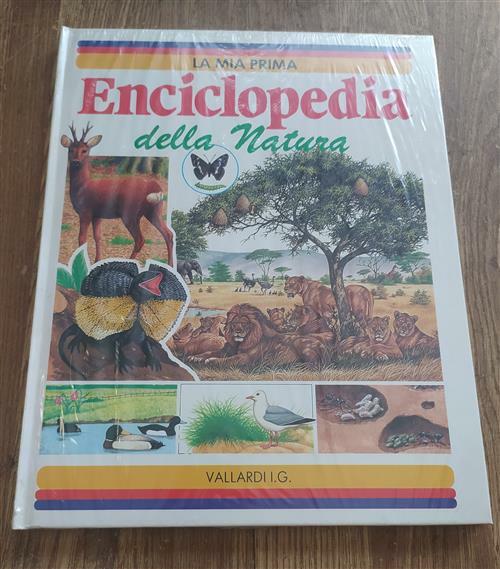 LA MIA PRIMA
Enciclopedia
della Natura
VALLARDI I.G.